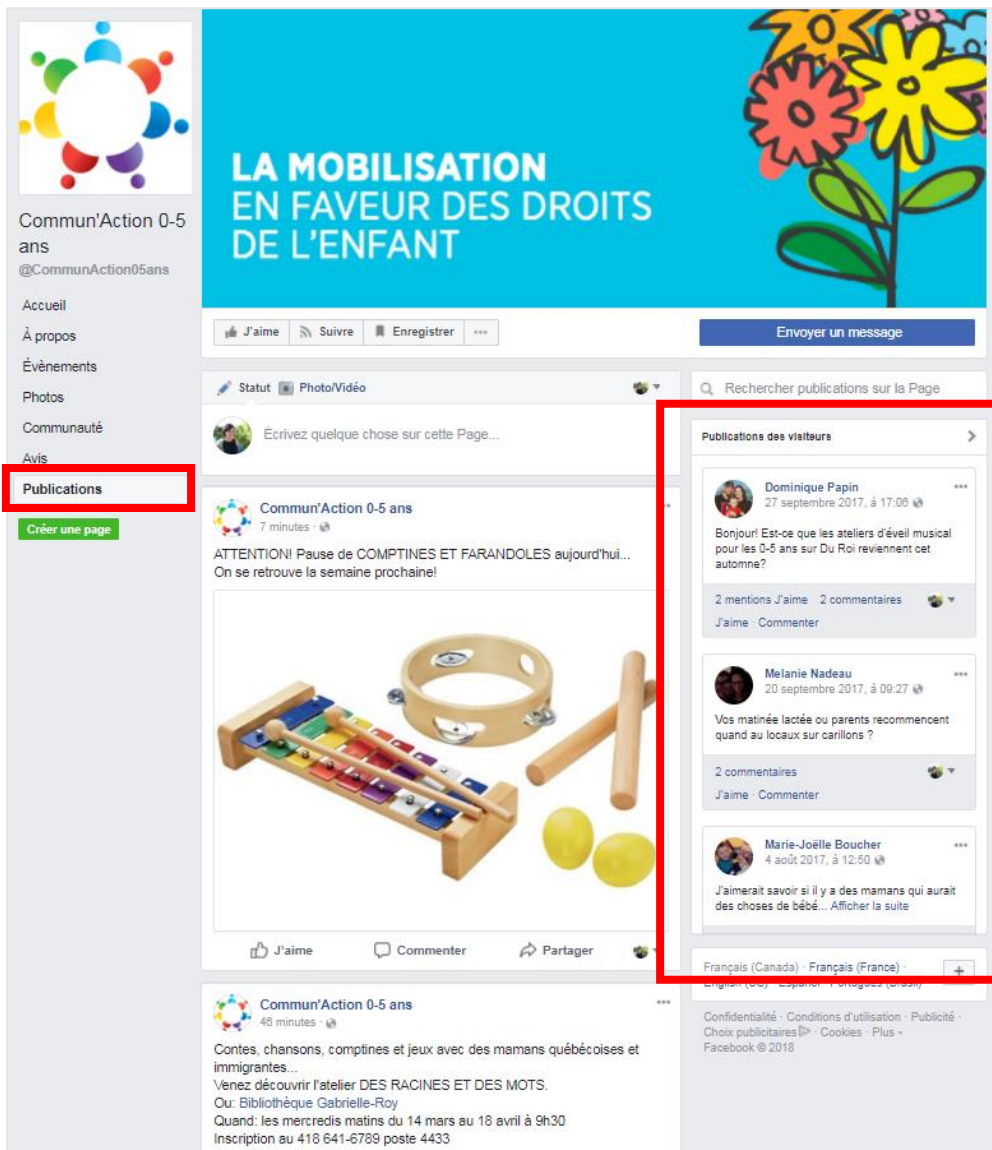 LA MOBILISATION
EN FAVEUR DES DROITS
DE L'ENFANT
Commun'Action 0-5
ans
@CommunAction05ans
Accueil
À propos
Évènements
Photos
Communauté
Avis
Publications
Créer une page
J'aime Suivre Enregistrer ...
Envoyer un message
Statut Photo/Vidéo
Écrivez quelque chose sur cette Page...
Commun'Action 0-5 ans
7 minutes ·
ATTENTION! Pause de COMPTINES ET FARANDOLES aujourd'hui...
On se retrouve la semaine prochaine!
J'aime Commenter Partager
Commun'Action 0-5 ans
46 minutes ·
Contes, chansons, comptines et jeux avec des mamans québécoises et
immigrantes...
Venez découvrir l'atelier DES RACINES ET DES MOTS.
Ou: Bibliothèque Gabrielle-Roy
Quand: les mercredis matins du 14 mars au 18 avril à 9h30
Inscription au 418 641-6789 poste 4433
Rechercher publications sur la Page
Publications des visiteurs
Dominique Papin
27 septembre 2017, à 17:06
Bonjour! Est-ce que les ateliers d'éveil musical
pour les 0-5 ans sur Du Roi reviennent cet
automne?
2 mentions J'aime 2 commentaires
J'aime · Commenter
Melanie Nadeau
20 septembre 2017, à 09:27
Vos matinée lactée ou parents recommencent
quand au locaux sur carillons ?
2 commentaires
J'aime · Commenter
Marie-Joëlle Boucher
4 août 2017, à 12:50
J'aimerait savoir si il y a des mamans qui aurait
des choses de bébé... Afficher la suite
Français (Canada) · Français (France) ·
English (US) · Español · Português (Brasil)
+
Confidentialité · Conditions d'utilisation · Publicité ·
Choix publicitaires · Cookies · Plus
Facebook © 2018